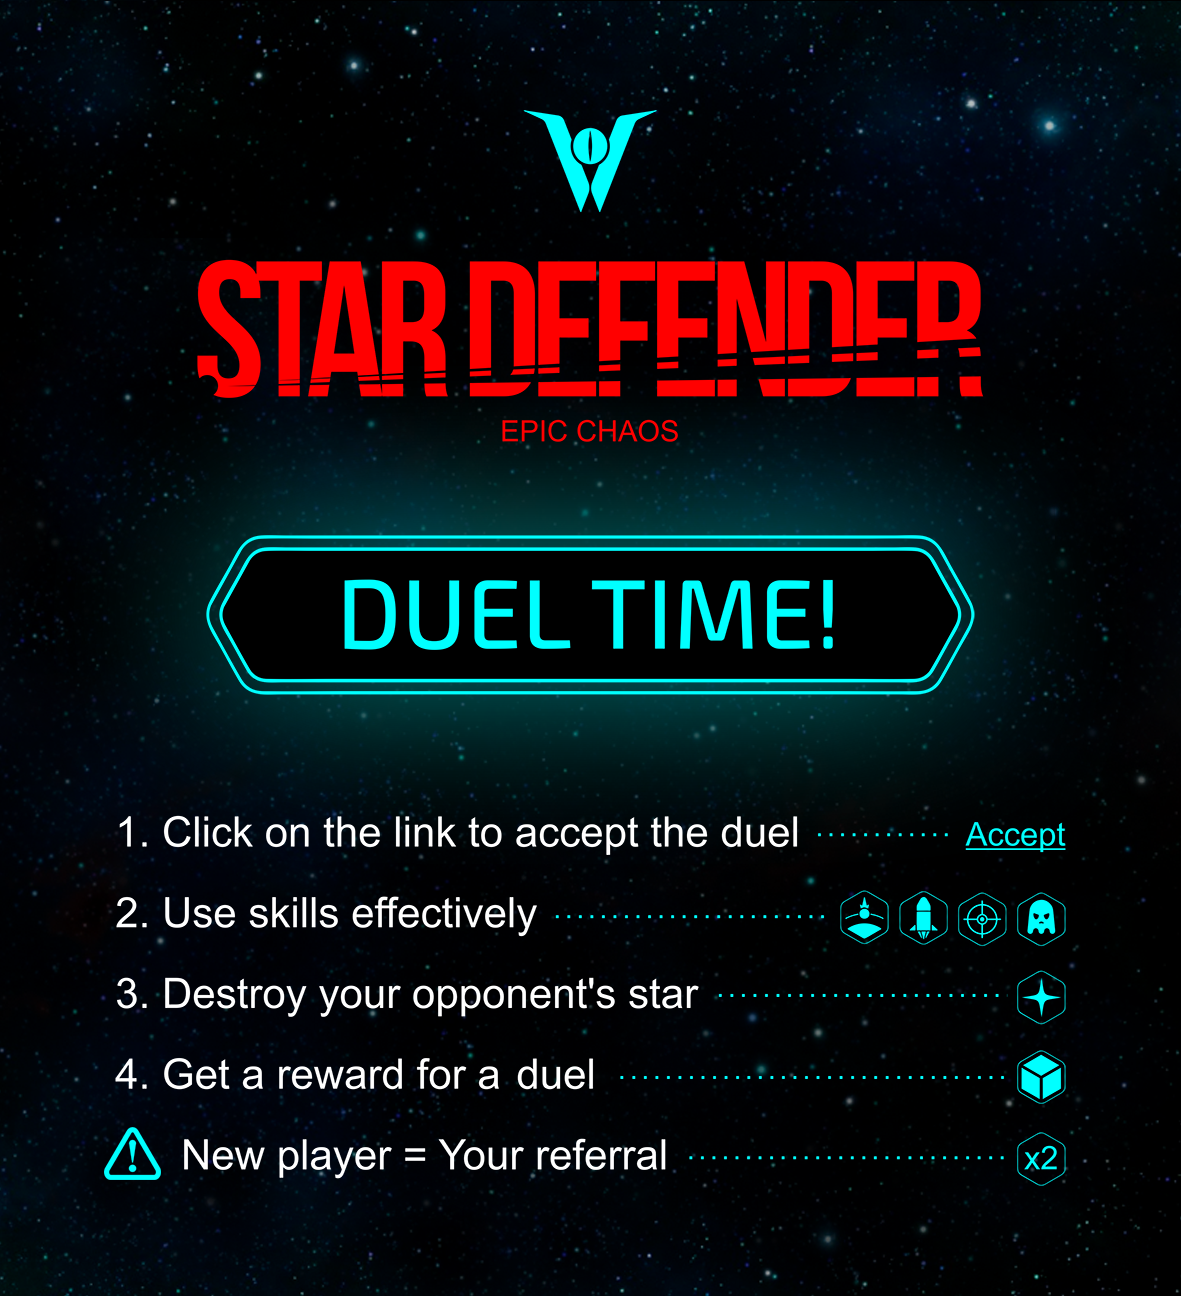 STAR DEFENDER
EPIC CHAOS
DUEL TIME!
1. Click on the link to accept the duel ············ Accept
2. Use skills effectively
3. Destroy your opponent's star
4. Get a reward for a duel
New player = Your referral x2